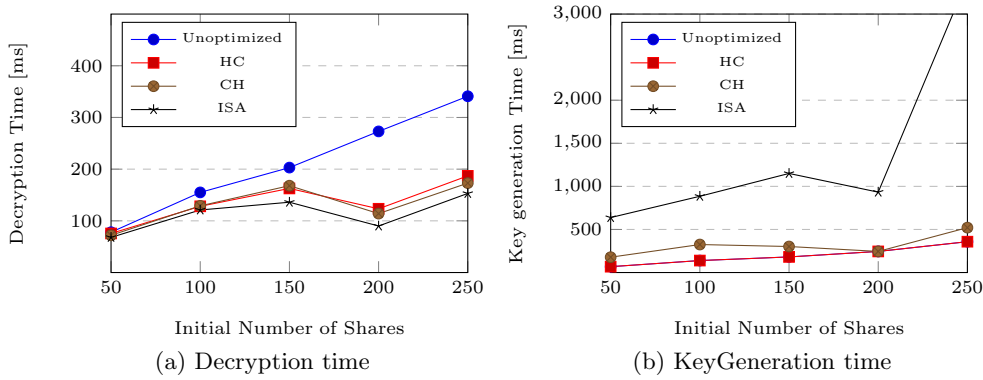 Decryption Time [ms]
400
300
200
100
Unoptimized
HC
CH
ISA
50
100
150
200
250
Initial Number of Shares
(a) Decryption time
Key generation Time [ms]
3,000
2,000
1,500
1,000
500
Unoptimized
HC
CH
ISA
50
100
150
200
250
Initial Number of Shares
(b) KeyGeneration time